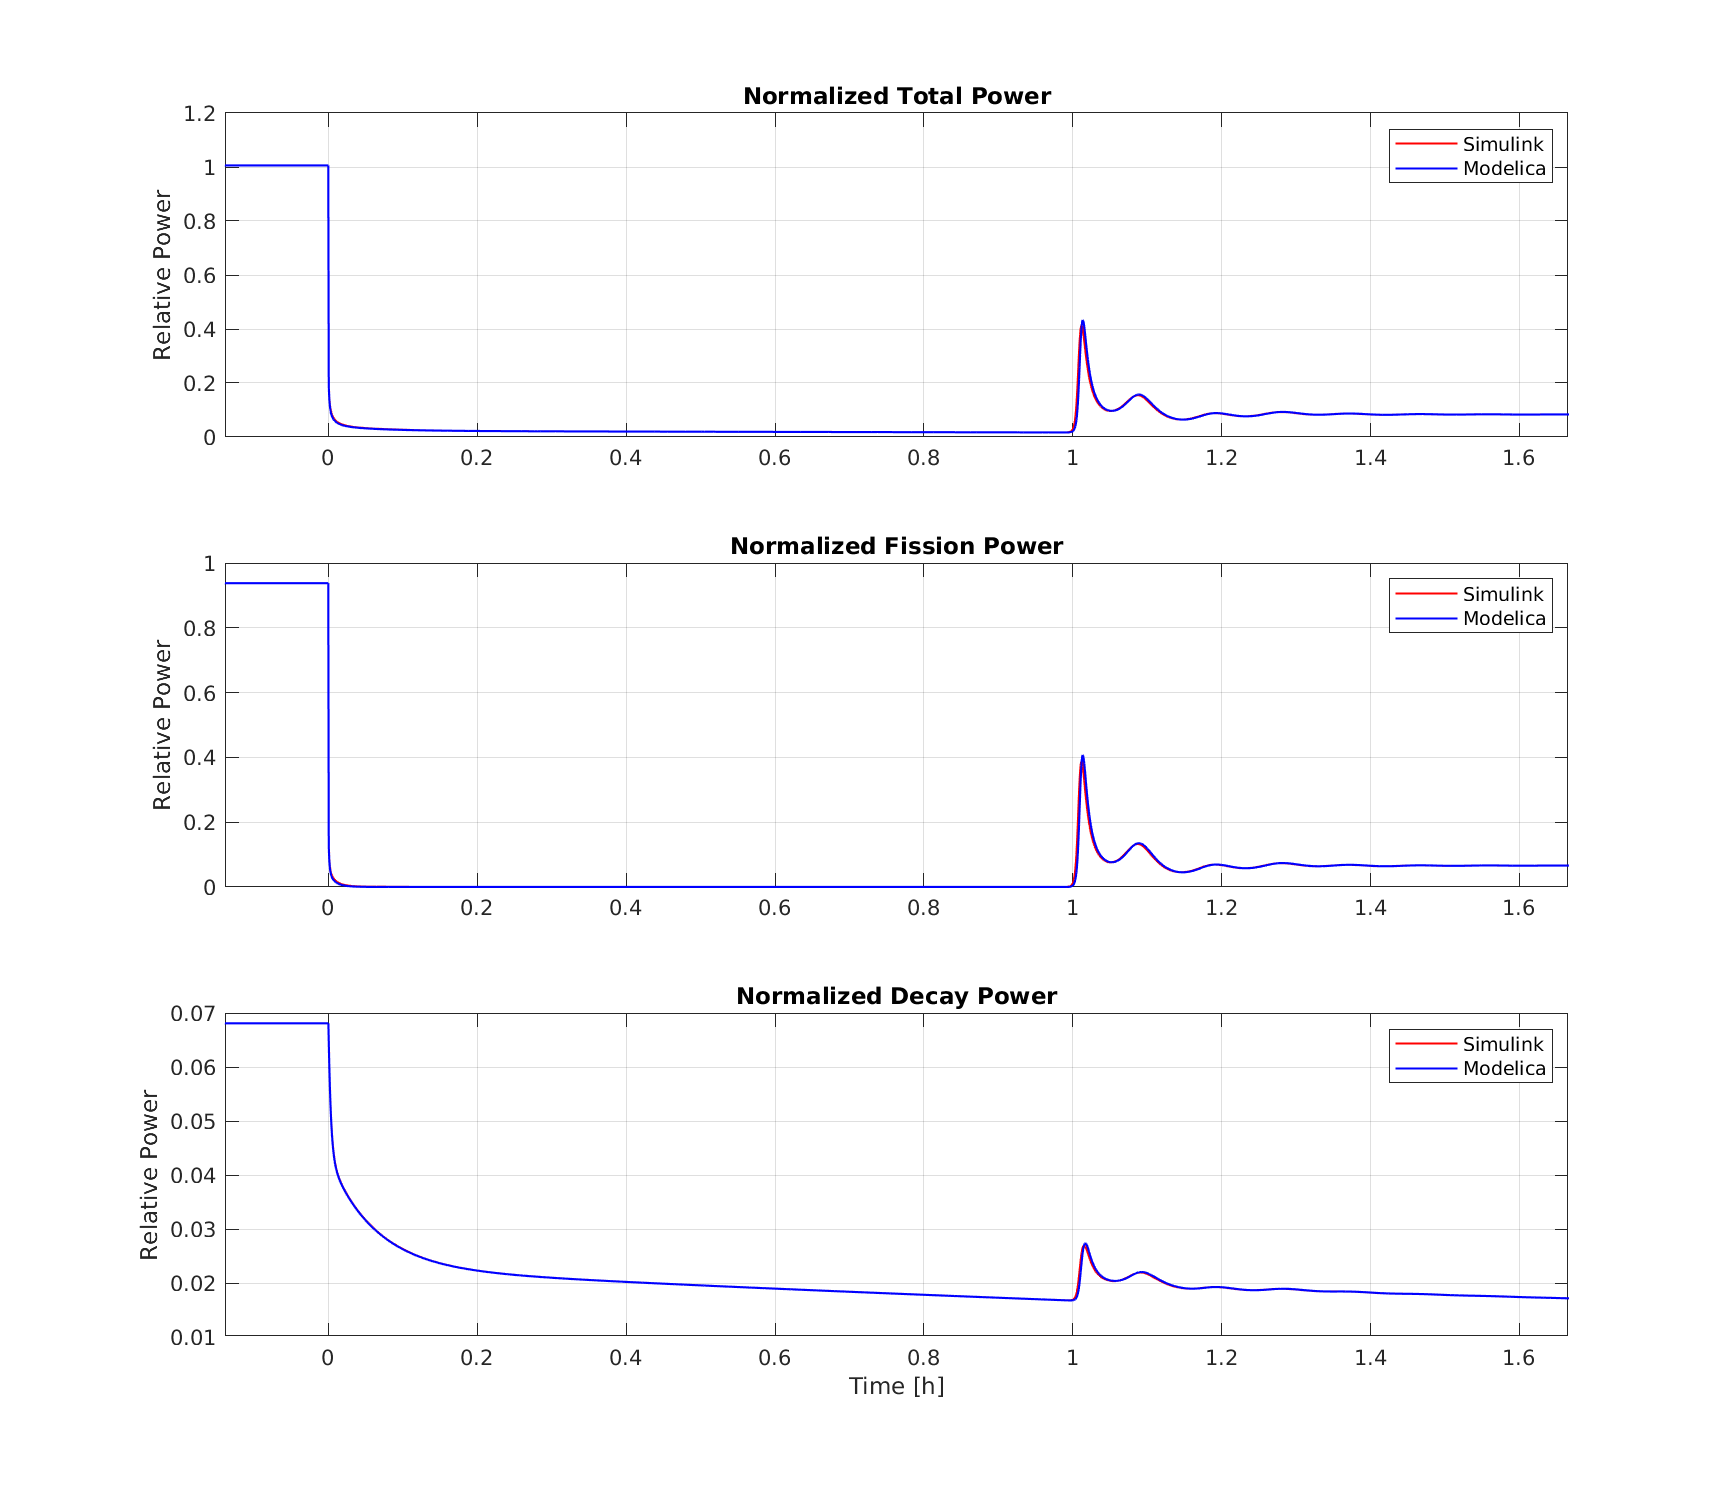 Normalized Total Power
1.2
1
0.8
0.6
0.4
0.2
0
Relative Power
Simulink
Modelica
0 0.2 0.4 0.6 0.8 1 1.2 1.4 1.6
Normalized Fission Power
1
0.8
0.6
0.4
0.2
0
Relative Power
Simulink
Modelica
0 0.2 0.4 0.6 0.8 1 1.2 1.4 1.6
Normalized Decay Power
0.07
0.06
0.05
0.04
0.03
0.02
0.01
Relative Power
Simulink
Modelica
0 0.2 0.4 0.6 0.8 1 1.2 1.4 1.6
Time [h]